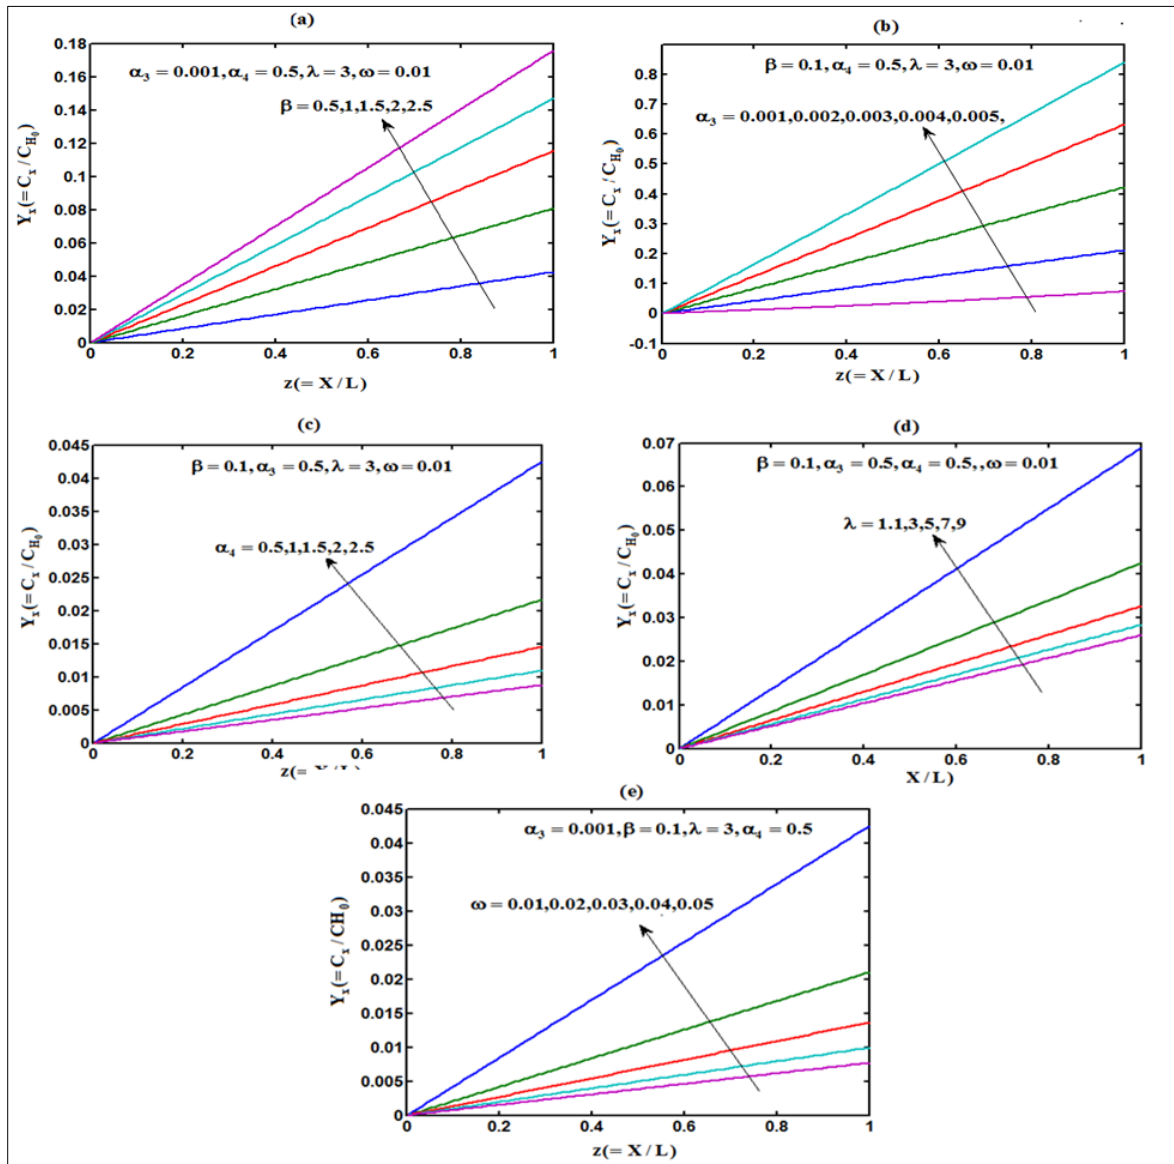 (a)
α₃ = 0.001, α₄ = 0.5, λ = 3, ω = 0.01
β = 0.5,1,1.5,2,2.5
Yₓ(= Cₓ / C_H₀)
0.18
0.16
0.14
0.12
0.1
0.08
0.06
0.04
0.02
0
0 0.2 0.4 0.6 0.8 1
z(= X / L)
(b)
β = 0.1, α₄ = 0.5, λ = 3, ω = 0.01
α₃ = 0.001,0.002,0.003,0.004,0.005,
Yₓ(= Cₓ / C_H₀)
0.8
0.7
0.6
0.5
0.4
0.3
0.2
0.1
0
-0.1
0 0.2 0.4 0.6 0.8 1
z(= X / L)
(c)
β = 0.1, α₃ = 0.5, λ = 3, ω = 0.01
α₄ = 0.5,1,1.5,2,2.5
Yₓ(= Cₓ / C_H₀)
0.045
0.04
0.035
0.03
0.025
0.02
0.015
0.01
0.005
0
0 0.2 0.4 0.6 0.8 1
z(= X / L)
(d)
β = 0.1, α₃ = 0.5, α₄ = 0.5, , ω = 0.01
λ = 1.1,3,5,7,9
Yₓ(= Cₓ / C_H₀)
0.07
0.06
0.05
0.04
0.03
0.02
0.01
0
0 0.2 0.4 0.6 0.8 1
X / L)
(e)
α₃ = 0.001, β = 0.1, λ = 3, α₄ = 0.5
ω = 0.01,0.02,0.03,0.04,0.05
Yₓ(= Cₓ / CH₀)
0.045
0.04
0.035
0.03
0.025
0.02
0.015
0.01
0.005
0
0 0.2 0.4 0.6 0.8 1
z(= X / L)